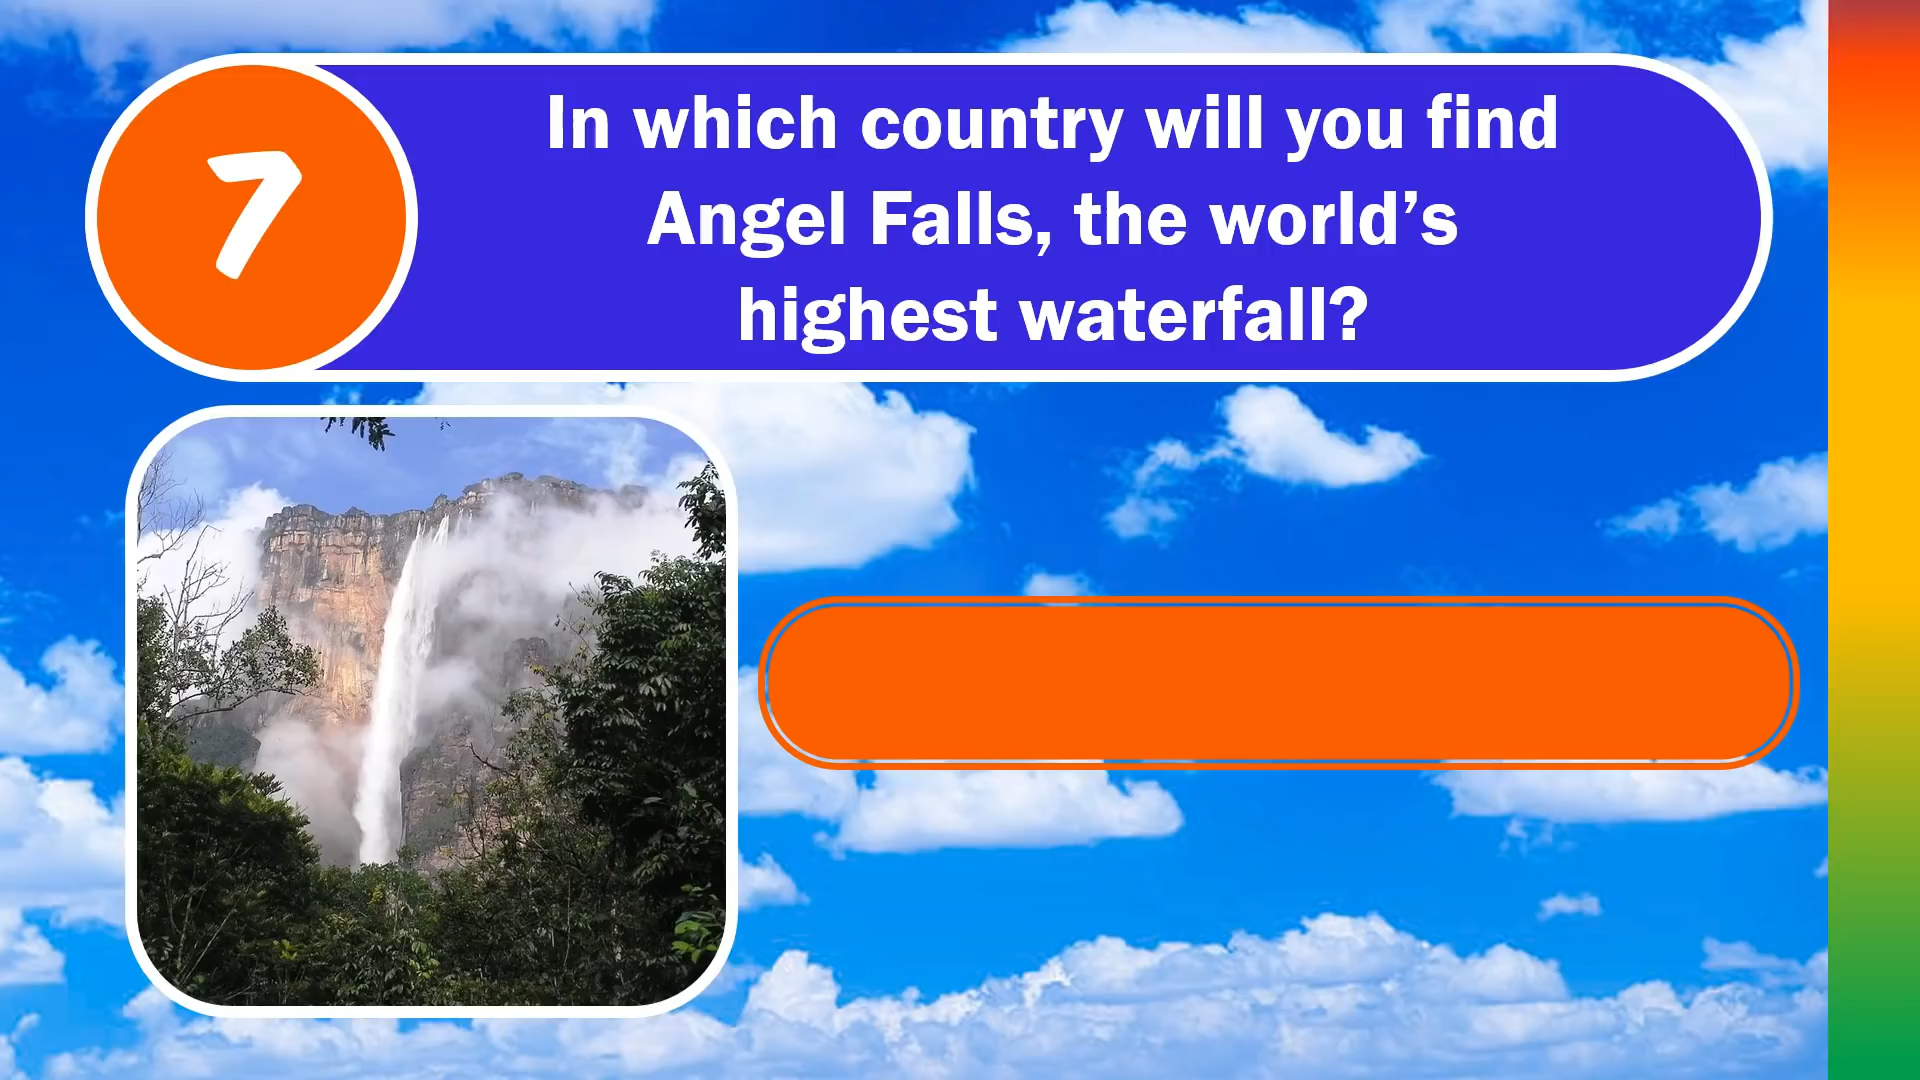 7
In which country will you find
Angel Falls, the world’s
highest waterfall?